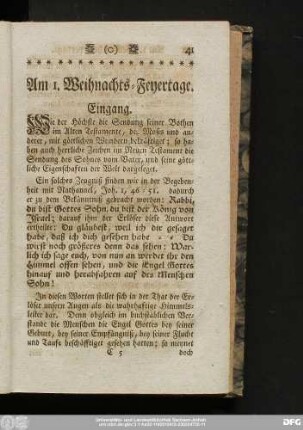 ❧ (o) ❧ 41
Am 1. Weihnachts-Feyertage.
Eingang.
Wie der Höchste die Sendung seiner Bothen
im Alten Testamente, des Mosis und an-
derer, mit göttlichen Wundern bekräftiget; so ha-
ben auch herrliche Zeichen im Neuen Testament die
Sendung des Sohnes vom Vater, und seine gött-
liche Eigenschaften der Welt dargeleget.
Ein solches Zeugniß finden wir in der Begeben-
heit mit Nathanael, Joh. 1, 46-51. dadurch
er zu dem Bekänntniß gebracht worden: Rabbi,
du bist Gottes Sohn, du bist der König von
Israel; darauf ihm der Erlöser diese Antwort
ertheilet: Du gläubest, weil ich dir gesaget
habe, daß ich dich gesehen habe - - Du
wirst noch grösseres denn das sehen: War-
lich ich sage euch, von nun an werdet ihr den
Himmel offen sehen, und die Engel Gottes
hinauf und herabfahren auf des Menschen
Sohn!
In diesen Worten stellet sich in der That der Er-
löser unsern Augen als die wahrhaftige Himmels-
leiter dar. Denn obgleich im buchstäblichen Ver-
stande die Menschen die Engel Gottes bey seiner
Geburt, bey seiner Empfängniß, bey seiner Flucht
und Taufe beschäfftiget gesehen hatten; so nimmt
C 5 doch